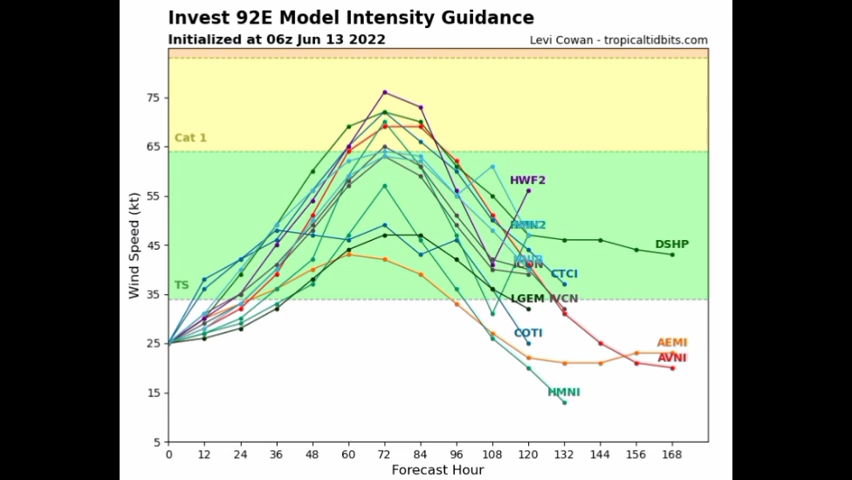 Invest 92E Model Intensity Guidance
Initialized at 06z Jun 13 2022
Levi Cowan - tropicaltidbits.com
75
Cat 1
65
HWF2
55
DSHP
45
ICON
CTCI
TS
35
LGEM
IVCN
COTI
AEMI
25
AVNI
HMNI
15
5
Wind Speed (kt)
0 12 24 36 48 60 72 84 96 108 120 132 144 156 168
Forecast Hour